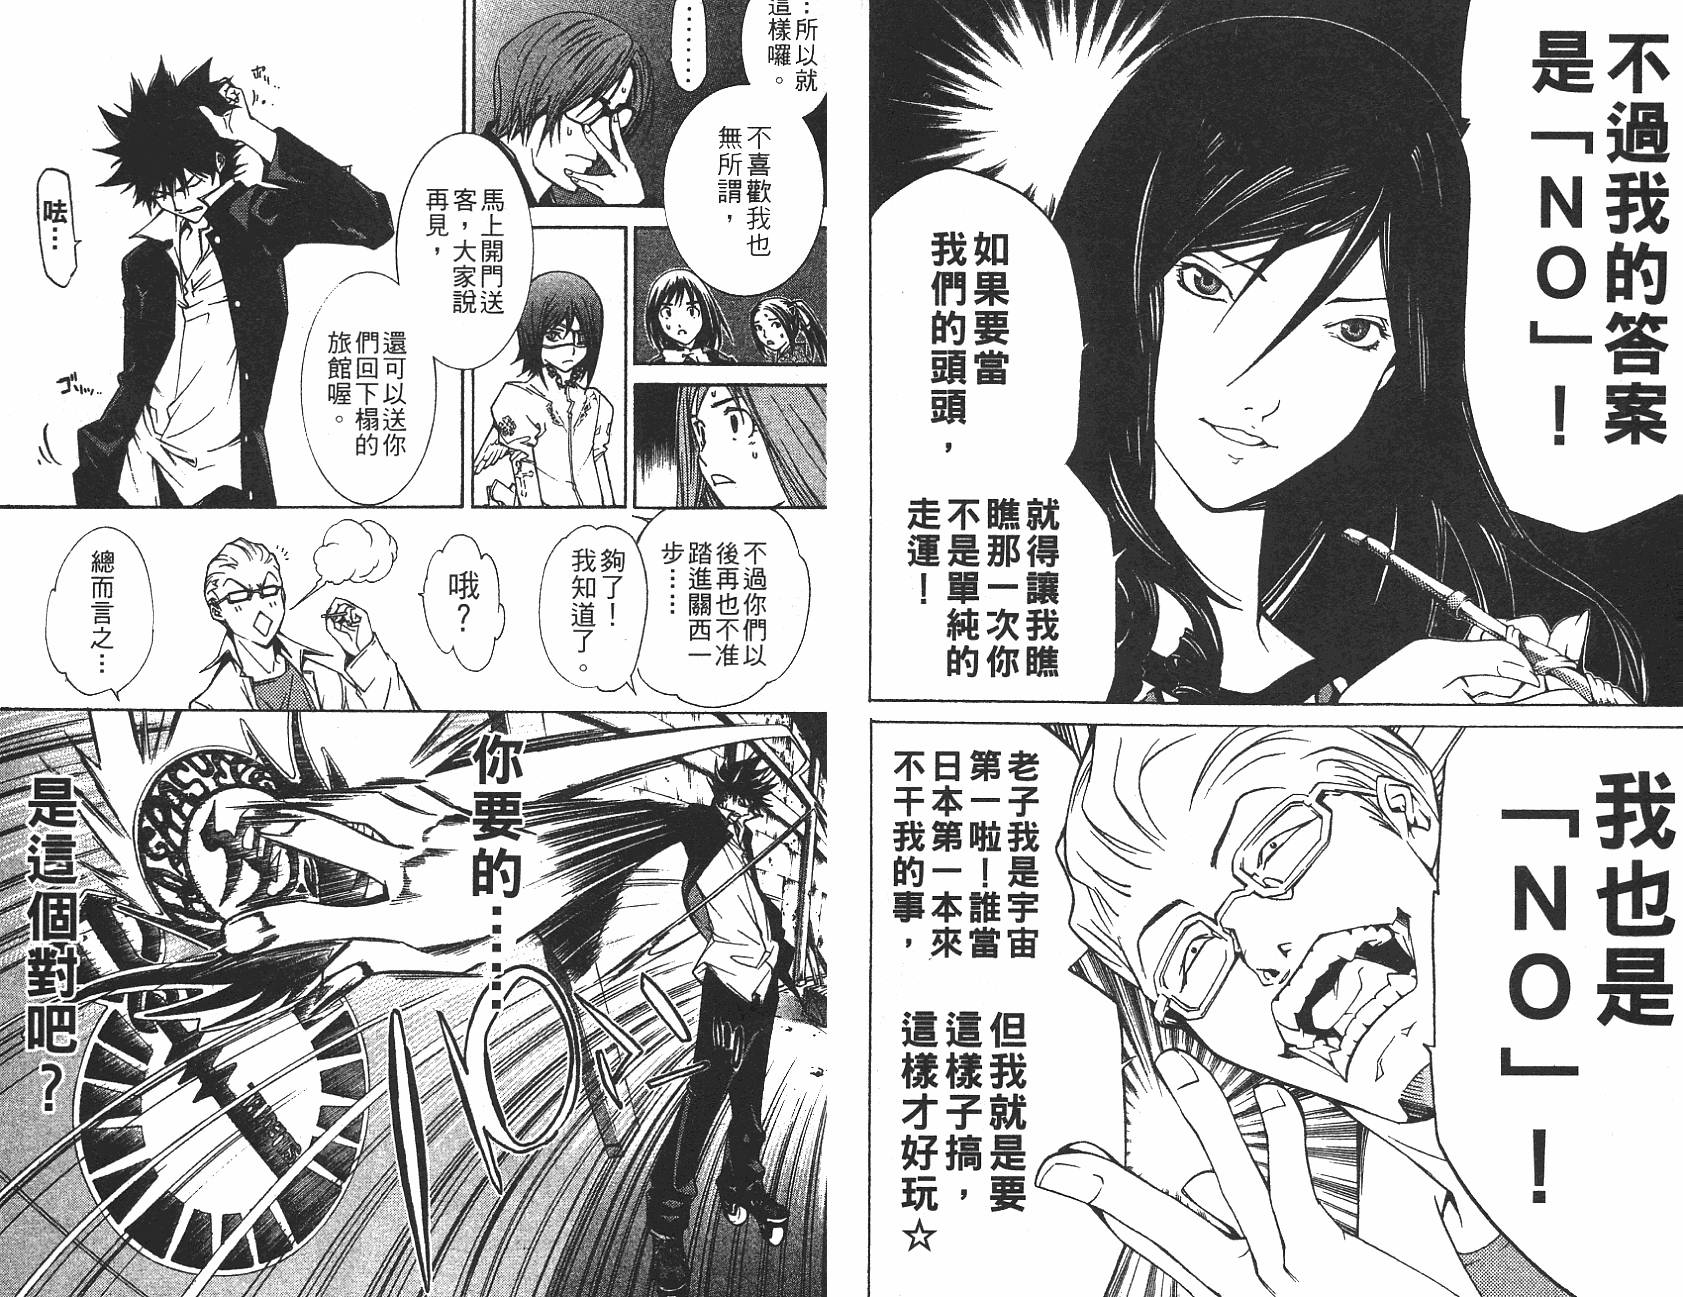 不過我的答案
是「NO」！
如果要當
我們的頭頭，
就得讓我瞧
瞧那一次你
不是單純的
走運！
我也是
「NO」！
老子我是宇宙
第一啦！誰當
日本第一本來
不干我的事，
但我就是要
這樣子搞，
這樣才好玩☆
…所以就
這樣囉。
………
不喜歡我也
無所謂，
馬上開門送
客，大家說
再見，
還可以送你
們回下榻的
旅館喔。
呿…
不過你們以
後再也不准
踏進關西一
步……
夠了！
我知道了。
哦？
總而言之…
你要的……
是這個對吧？